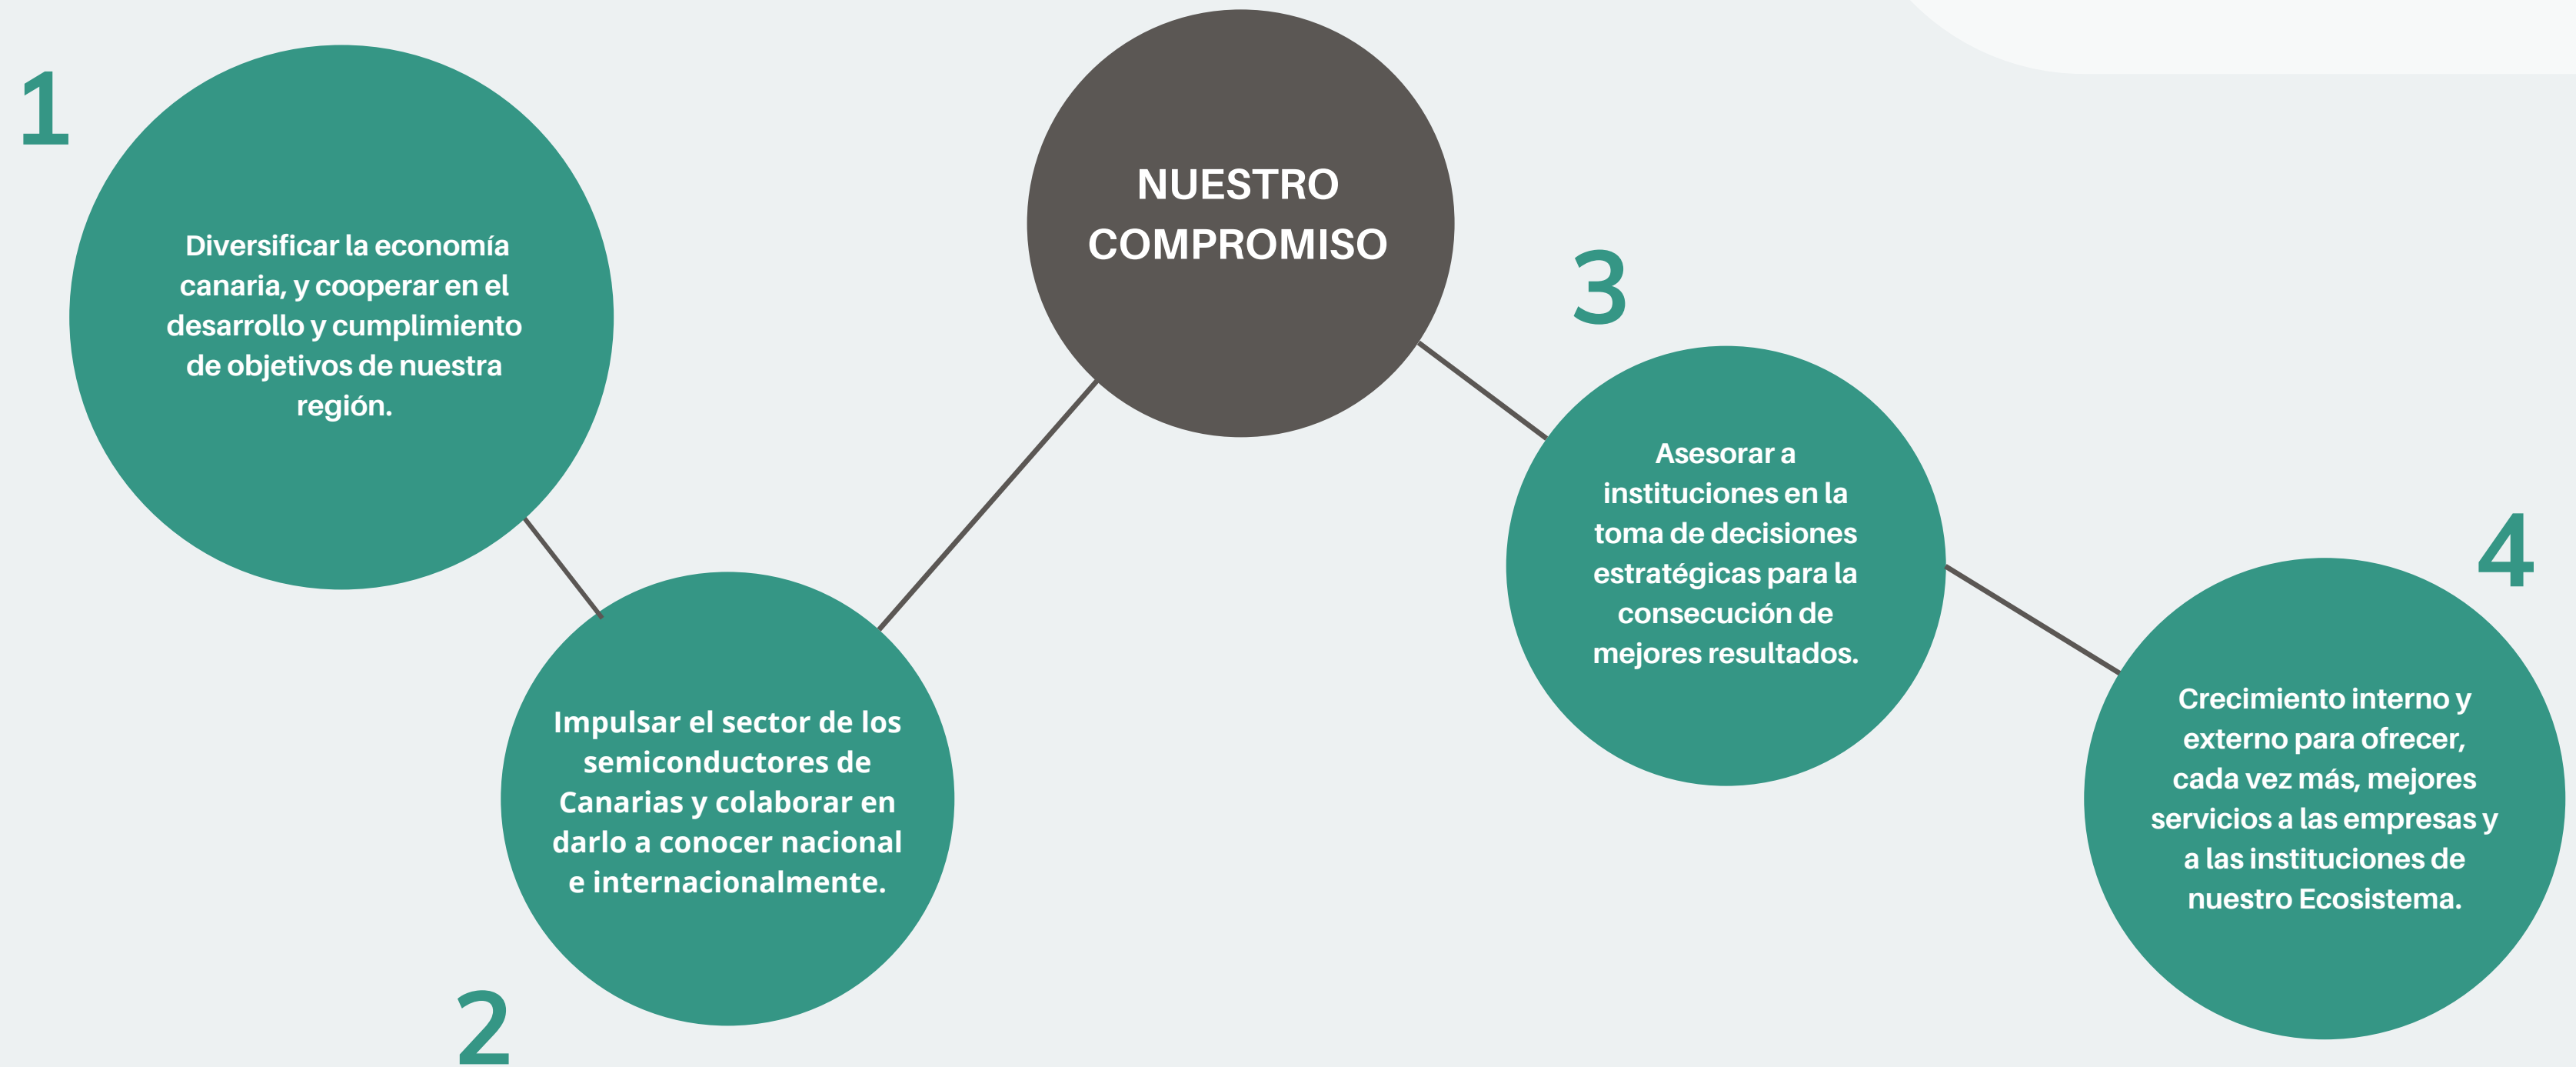 NUESTRO
COMPROMISO
1
Diversificar la economía
canaria, y cooperar en el
desarrollo y cumplimiento
de objetivos de nuestra
región.
2
Impulsar el sector de los
semiconductores de
Canarias y colaborar en
darlo a conocer nacional
e internacionalmente.
3
Asesorar a
instituciones en la
toma de decisiones
estratégicas para la
consecución de
mejores resultados.
4
Crecimiento interno y
externo para ofrecer,
cada vez más, mejores
servicios a las empresas y
a las instituciones de
nuestro Ecosistema.